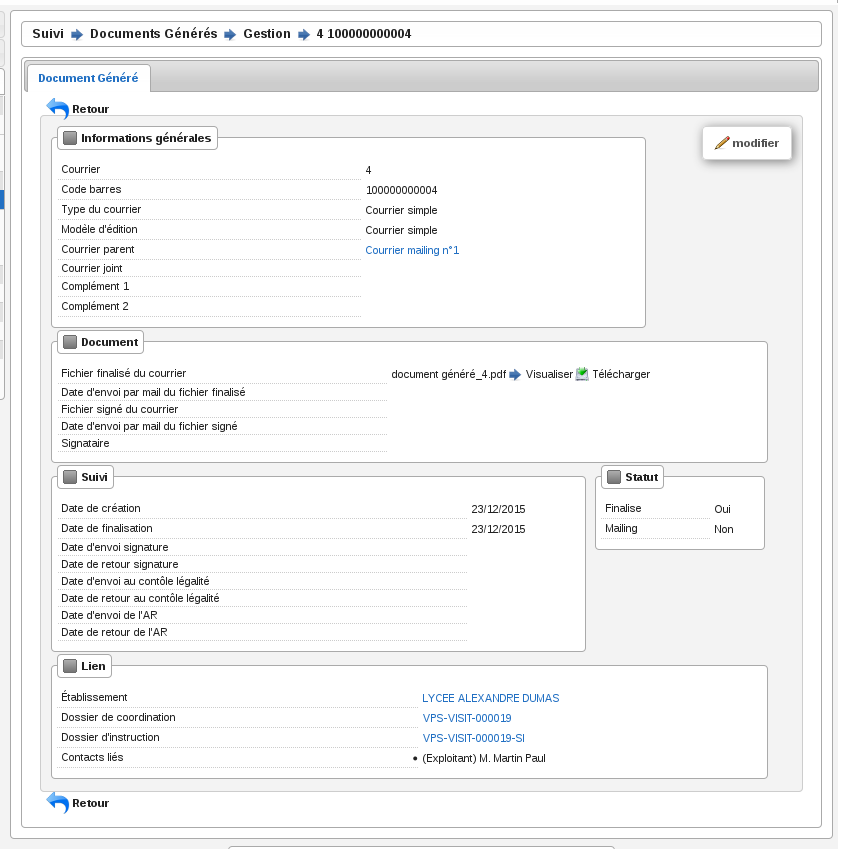 Suivi Documents Générés Gestion 4 100000000004
Document Généré
Retour
modifier
Informations générales
Courrier 4
Code barres 100000000004
Type du courrier Courrier simple
Modèle d'édition Courrier simple
Courrier parent Courrier mailing n°1
Courrier joint
Complément 1
Complément 2
Document
Fichier finalisé du courrier document généré_4.pdf Visualiser Télécharger
Date d'envoi par mail du fichier finalisé
Fichier signé du courrier
Date d'envoi par mail du fichier signé
Signataire
Suivi
Date de création 23/12/2015
Date de finalisation 23/12/2015
Date d'envoi signature
Date de retour signature
Date d'envoi au contôle légalité
Date de retour au contôle légalité
Date d'envoi de l'AR
Date de retour de l'AR
Statut
Finalise Oui
Mailing Non
Lien
Établissement LYCEE ALEXANDRE DUMAS
Dossier de coordination VPS-VISIT-000019
Dossier d'instruction VPS-VISIT-000019-SI
Contacts liés • (Exploitant) M. Martin Paul
Retour